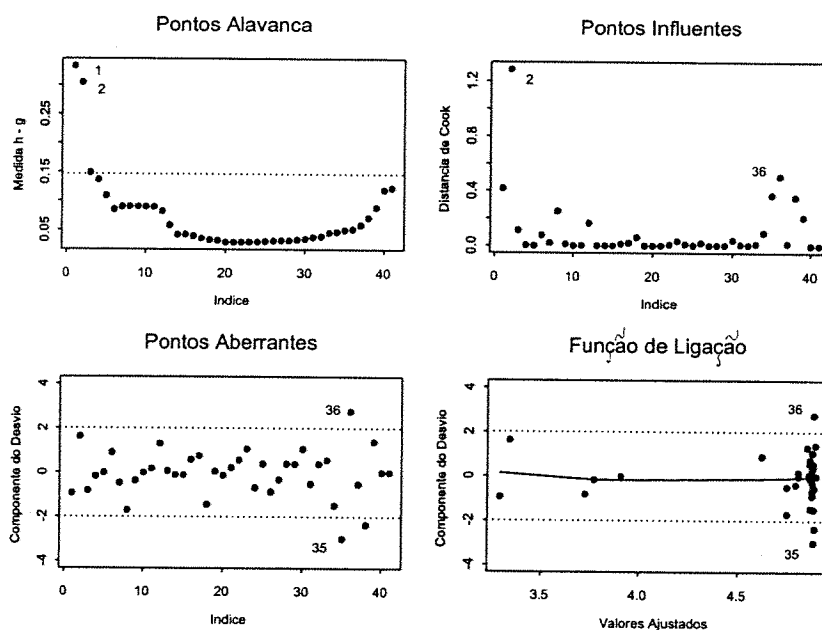 Pontos Alavanca
Medida h - g
0.05 0.15 0.25
1
2
0 10 20 30 40
Indice
Pontos Influentes
Distancia de Cook
0.0 0.4 0.8 1.2
2
36
0 10 20 30 40
Indice
Pontos Aberrantes
Componente do Desvio
-4 -2 0 2 4
36
35
0 10 20 30 40
Indice
Função de Ligação
Componente do Desvio
-4 -2 0 2 4
36
35
3.5 4.0 4.5
Valores Ajustados